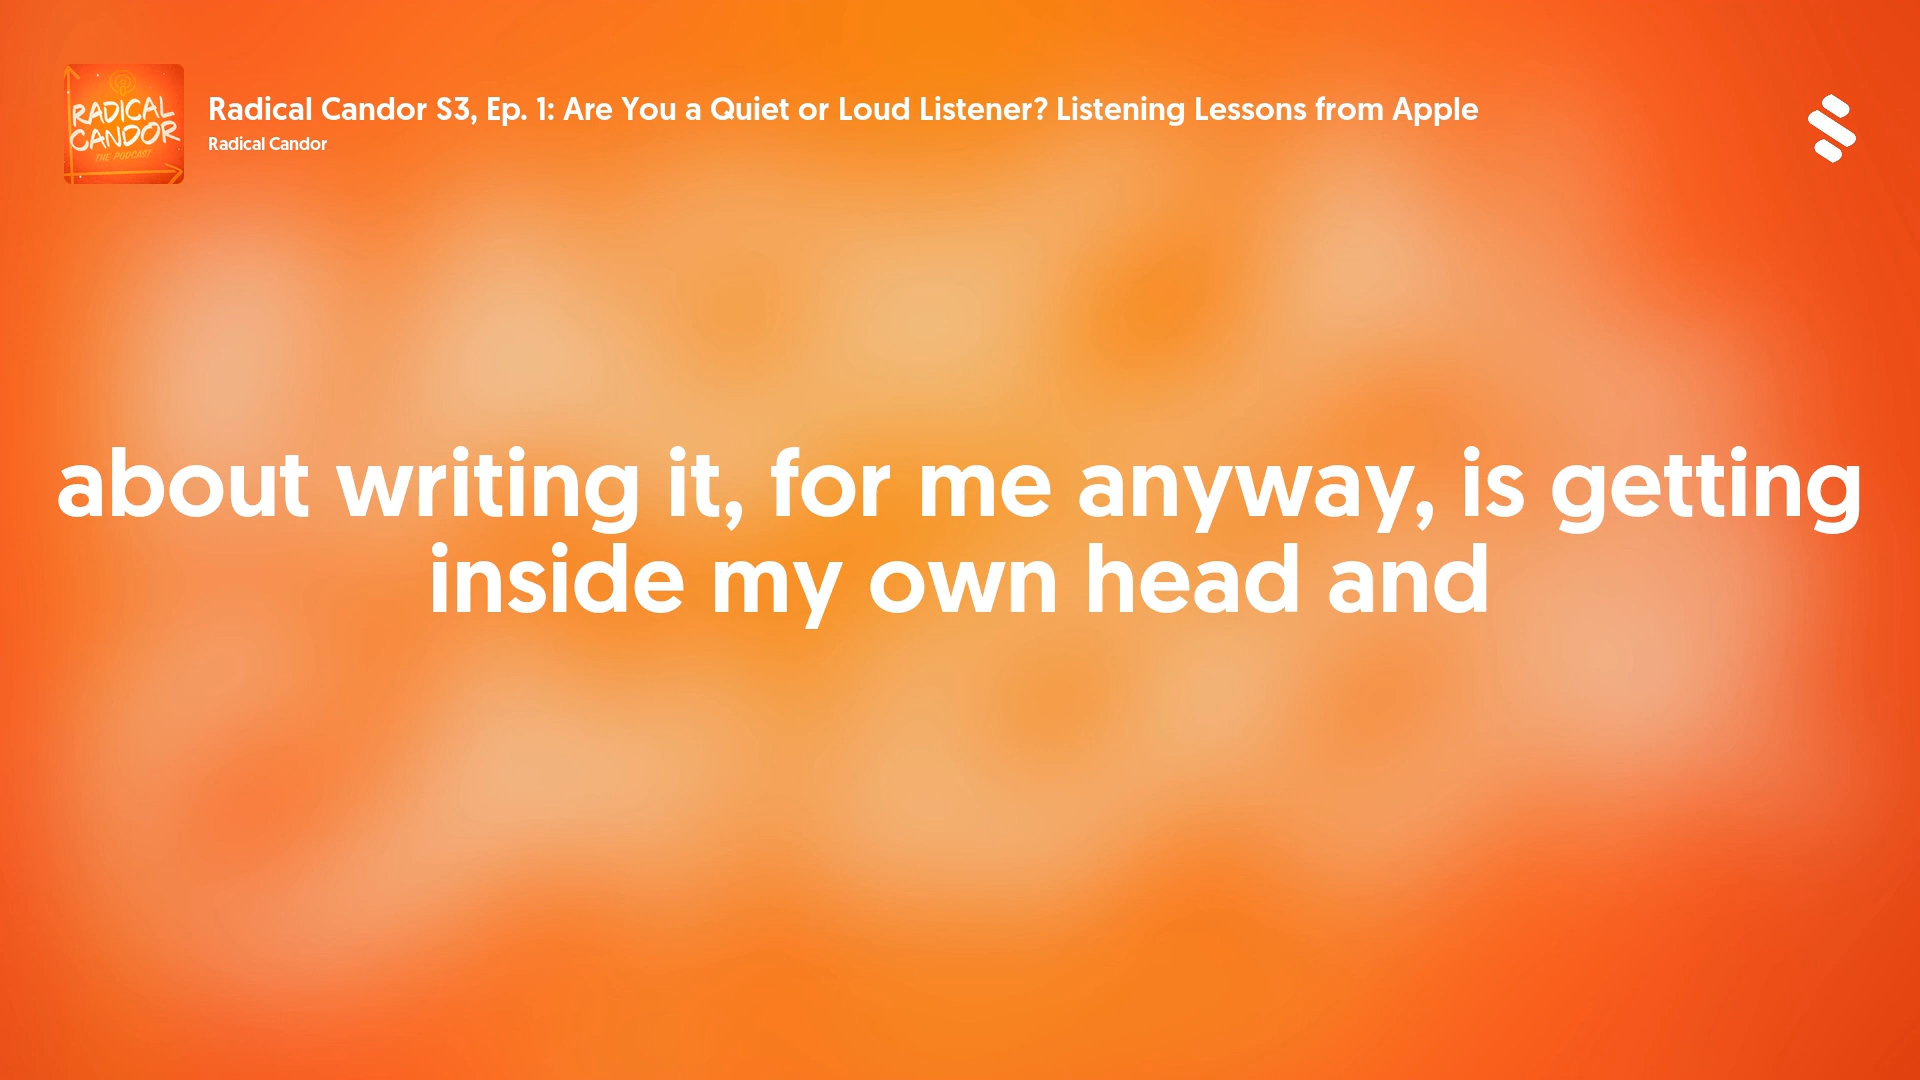 RADICAL
CANDOR
THE PODCAST
Radical Candor S3, Ep. 1: Are You a Quiet or Loud Listener? Listening Lessons from Apple
Radical Candor
about writing it, for me anyway, is getting
inside my own head and